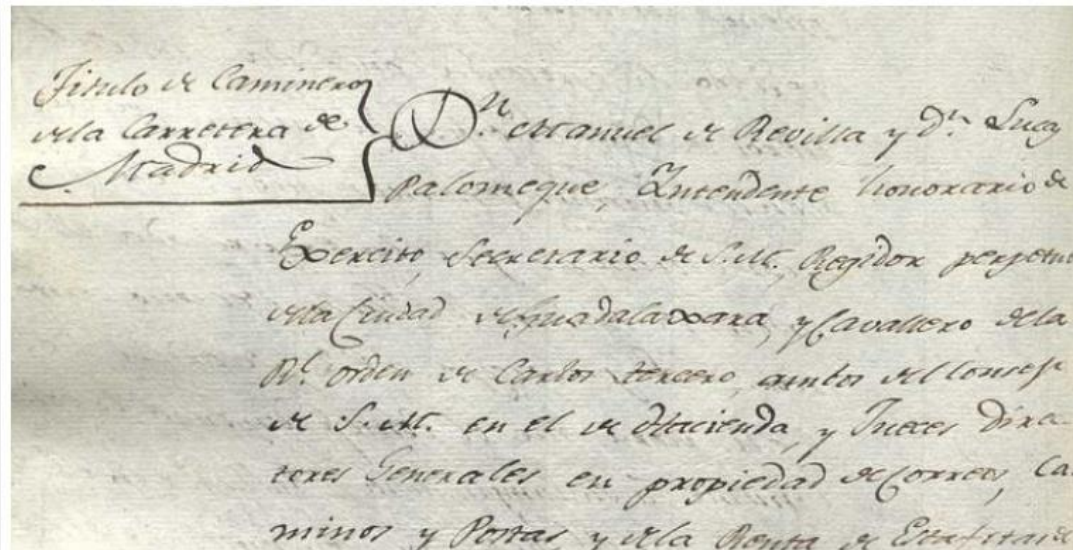 Titulo de Caminero
de la Carretera de
Madrid
Dn. Manuel de Revilla y Dn. Lucas
Palomeque, Intendente honorario de
Exercito, Secretario de S.M., Regidor perpetuo
de la Ciudad de Guadalaxara, y Cavallero de la
Rl. orden de Carlos tercero, ambos del Consejo
de S.M. en el de Hacienda, y Jueces Direc
tores Generales en propiedad de Correos, Ca
minos y Postas, y de la Renta de Estafetas de